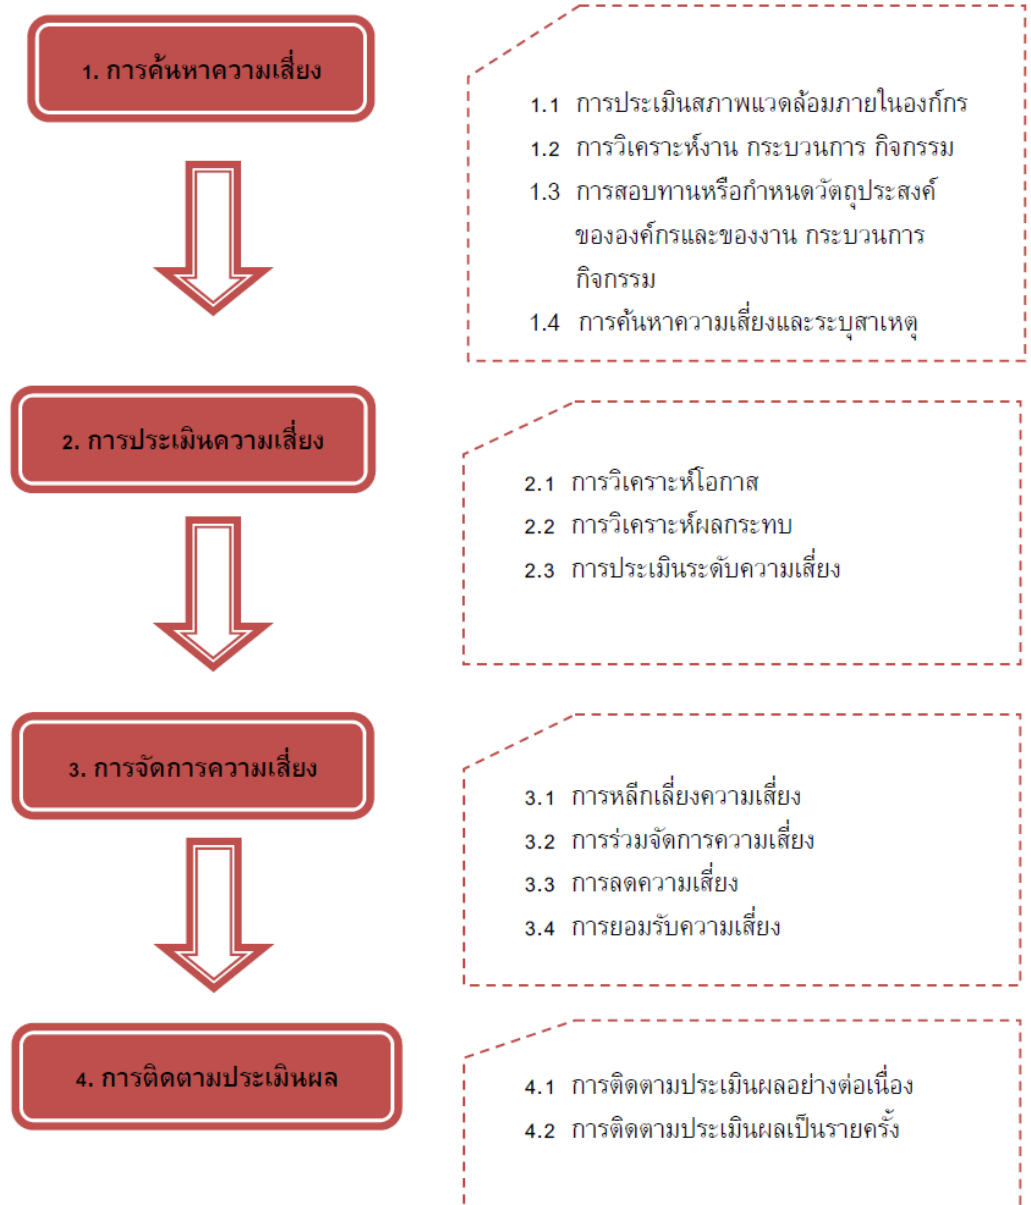 1. การค้นหาความเสี่ยง
1.1 การประเมินสภาพแวดล้อมภายในองก์กร
1.2 การวิเคราะห์งาน กระบวนการ กิจกรรม
1.3 การสอบทานหรือกำหนดวัตถุประสงค์
ขององค์กรและของงาน กระบวนการ
กิจกรรม
1.4 การค้นหาความเสี่ยงและระบุสาเหตุ
2. การประเมินความเสี่ยง
2.1 การวิเคราะห์โอกาส
2.2 การวิเคราะห์ผลกระทบ
2.3 การประเมินระดับความเสี่ยง
3. การจัดการความเสี่ยง
3.1 การหลีกเลี่ยงความเสี่ยง
3.2 การร่วมจัดการความเสี่ยง
3.3 การลดความเสี่ยง
3.4 การยอมรับความเสี่ยง
4. การติดตามประเมินผล
4.1 การติดตามประเมินผลอย่างต่อเนื่อง
4.2 การติดตามประเมินผลเป็นรายครั้ง